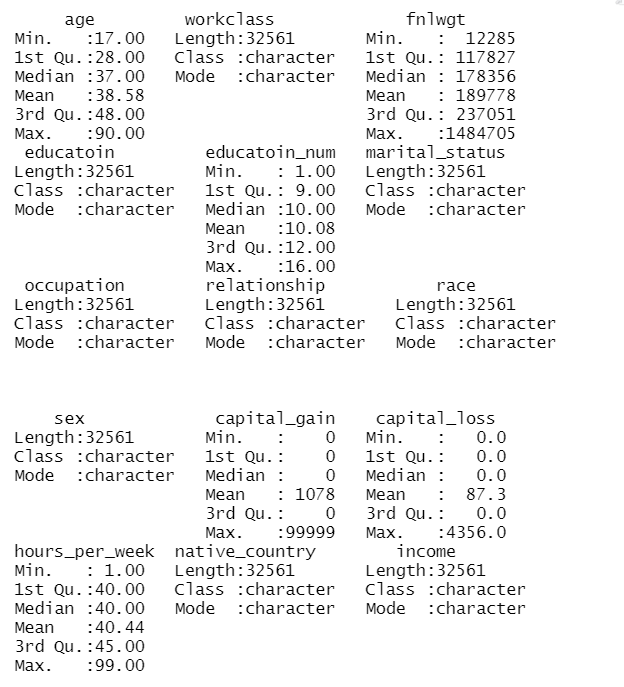 age          workclass             fnlwgt
Min.   :17.00   Length:32561       Min.   :  12285
1st Qu.:28.00   Class :character   1st Qu.: 117827
Median :37.00   Mode  :character   Median : 178356
Mean   :38.58                      Mean   : 189778
3rd Qu.:48.00                      3rd Qu.: 237051
Max.   :90.00                      Max.   :1484705
 educatoin         educatoin_num   marital_status
Length:32561       Min.   : 1.00   Length:32561
Class :character   1st Qu.: 9.00   Class :character
Mode  :character   Median :10.00   Mode  :character
                   Mean   :10.08
                   3rd Qu.:12.00
                   Max.   :16.00
 occupation        relationship           race
Length:32561       Length:32561       Length:32561
Class :character   Class :character   Class :character
Mode  :character   Mode  :character   Mode  :character
    sex             capital_gain    capital_loss
Length:32561       Min.   :    0   Min.   :   0.0
Class :character   1st Qu.:    0   1st Qu.:   0.0
Mode  :character   Median :    0   Median :   0.0
                   Mean   : 1078   Mean   :  87.3
                   3rd Qu.:    0   3rd Qu.:   0.0
                   Max.   :99999   Max.   :4356.0
hours_per_week  native_country        income
Min.   : 1.00   Length:32561       Length:32561
1st Qu.:40.00   Class :character   Class :character
Median :40.00   Mode  :character   Mode  :character
Mean   :40.44
3rd Qu.:45.00
Max.   :99.00